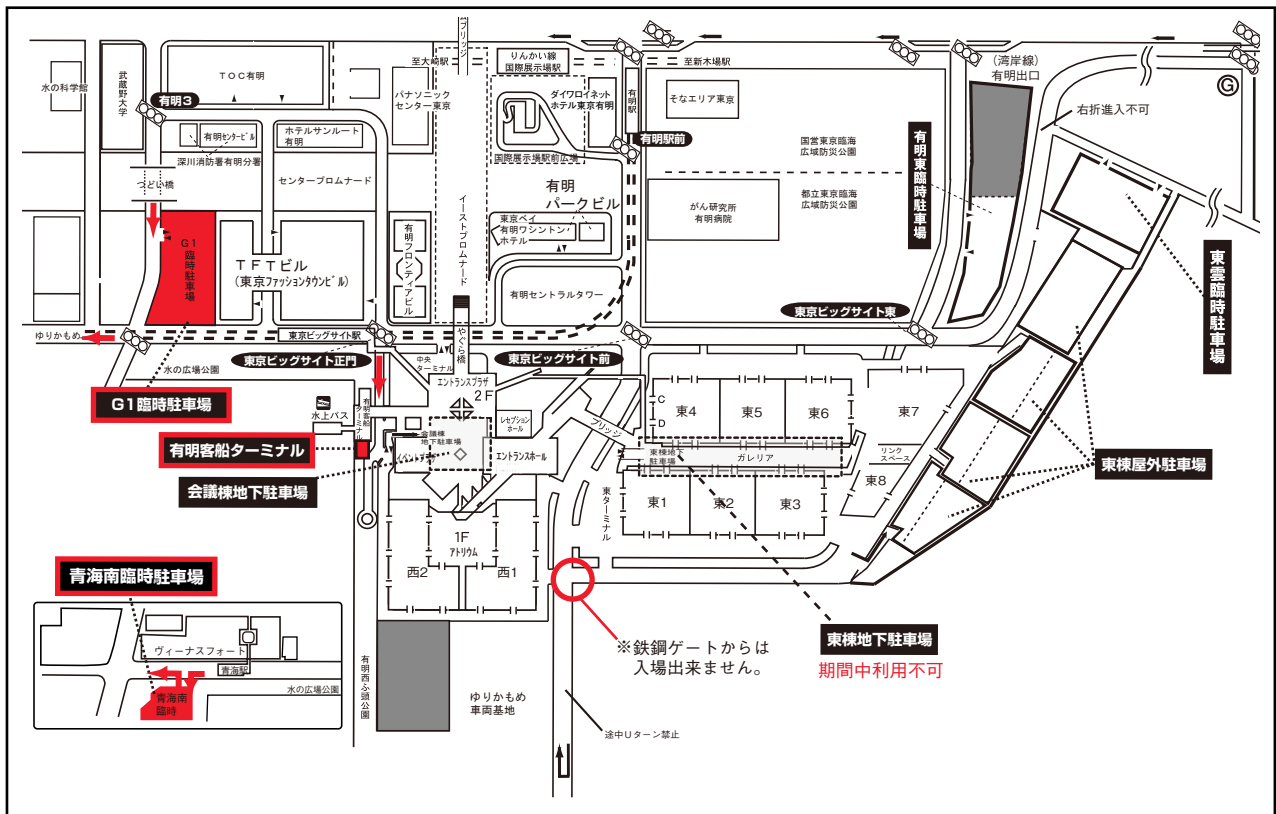 ブリッジ
至大崎駅
りんかい線
国際展示場駅
至新木場駅
(湾岸線)
有明出口
水の科学館
武蔵野大学
TOC有明
有明3
パナソニック
センター東京
ダイワロイネット
ホテル東京有明
有明駅
そなエリア東京
右折進入不可
G
有明センタービル
ホテルサンルート
有明
深川消防署有明分署
国際展示場駅前広場
有明駅前
国営東京臨海
広域防災公園
有明東臨時駐車場
つどい橋
センタープロムナード
イーストプロムナード
有明
パークビル
がん研究所
有明病院
都立東京臨海
広域防災公園
G1臨時駐車場
TFTビル
(東京ファッションタウンビル)
有明フロンティアビル
東京ベイ
有明ワシントン
ホテル
有明セントラルタワー
東雲臨時駐車場
ゆりかもめ
東京ビッグサイト駅
やぐら橋
東京ビッグサイト東
東京ビッグサイト正門
中央
ターミナル
東京ビッグサイト前
水の広場公園
G1臨時駐車場
エントランスプラザ
2F
水上バス
有明客船ターミナル
レセプション
ホール
C
D
東4
東5
東6
東7
有明客船ターミナル
会議棟
地下駐車場
イベントプラザ
エントランスホール
ブリッジ
東棟地下
駐車場
ガレリア
リンク
スペース
東8
東棟屋外駐車場
会議棟地下駐車場
東ターミナル
東1
東2
東3
1F
アトリウム
西2
西1
青海南臨時駐車場
ヴィーナスフォート
青海駅
水の広場公園
青海南
臨時
有明西ふ頭公園
ゆりかもめ
車両基地
※鉄鋼ゲートからは
入場出来ません。
東棟地下駐車場
期間中利用不可
途中Uターン禁止